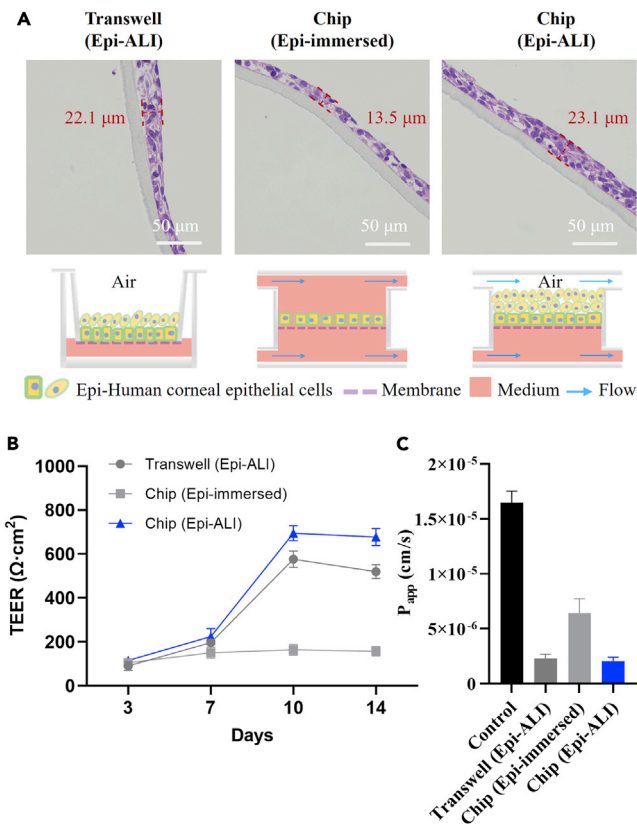 A
Transwell
(Epi-ALI)
Chip
(Epi-immersed)
Chip
(Epi-ALI)
22.1 µm
50 µm
13.5 µm
50 µm
23.1 µm
50 µm
Air
Air
Epi-Human corneal epithelial cells
Membrane
Medium
Flow
B
TEER (Ω·cm²)
1000
800
600
400
200
0
Transwell (Epi-ALI)
Chip (Epi-immersed)
Chip (Epi-ALI)
3 7 10 14
Days
C
Papp (cm/s)
2×10⁻⁵
1.5×10⁻⁵
1×10⁻⁵
5×10⁻⁶
0
Control
Transwell (Epi-ALI)
Chip (Epi-immersed)
Chip (Epi-ALI)